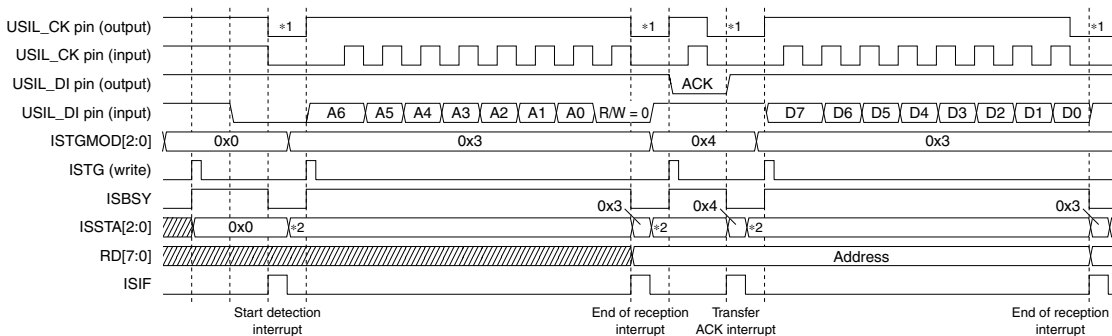 USIL_CK pin (output) *1 *1 *1 *1
USIL_CK pin (input)
USIL_DI pin (output) ACK
USIL_DI pin (input) A6 A5 A4 A3 A2 A1 A0 R/W = 0 D7 D6 D5 D4 D3 D2 D1 D0
ISTGMOD[2:0] 0x0 0x3 0x4 0x3
ISTG (write)
ISBSY
0x3 0x4 0x3
ISSTA[2:0] 0x0 *2 *2 *2
RD[7:0] Address
ISIF
Start detection interrupt
End of reception interrupt
Transfer ACK interrupt
End of reception interrupt